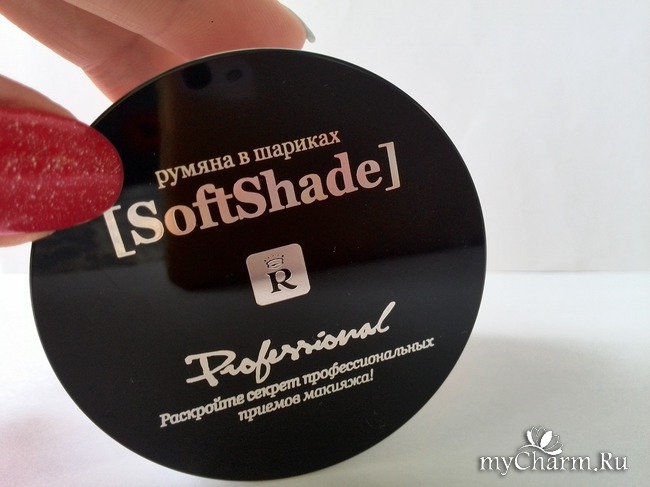 румяна в шариках
[SoftShade]
R
Professional
Раскройте секрет профессиональных
приемов макияжа!
myCharm.Ru